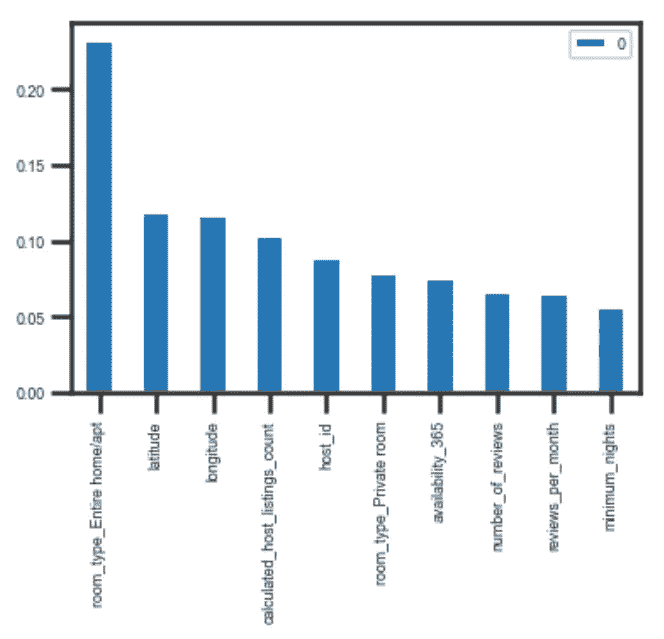 0
0.20
0.15
0.10
0.05
0.00
room_type_Entire home/apt
latitude
longitude
calculated_host_listings_count
host_id
room_type_Private room
availability_365
number_of_reviews
reviews_per_month
minimum_nights